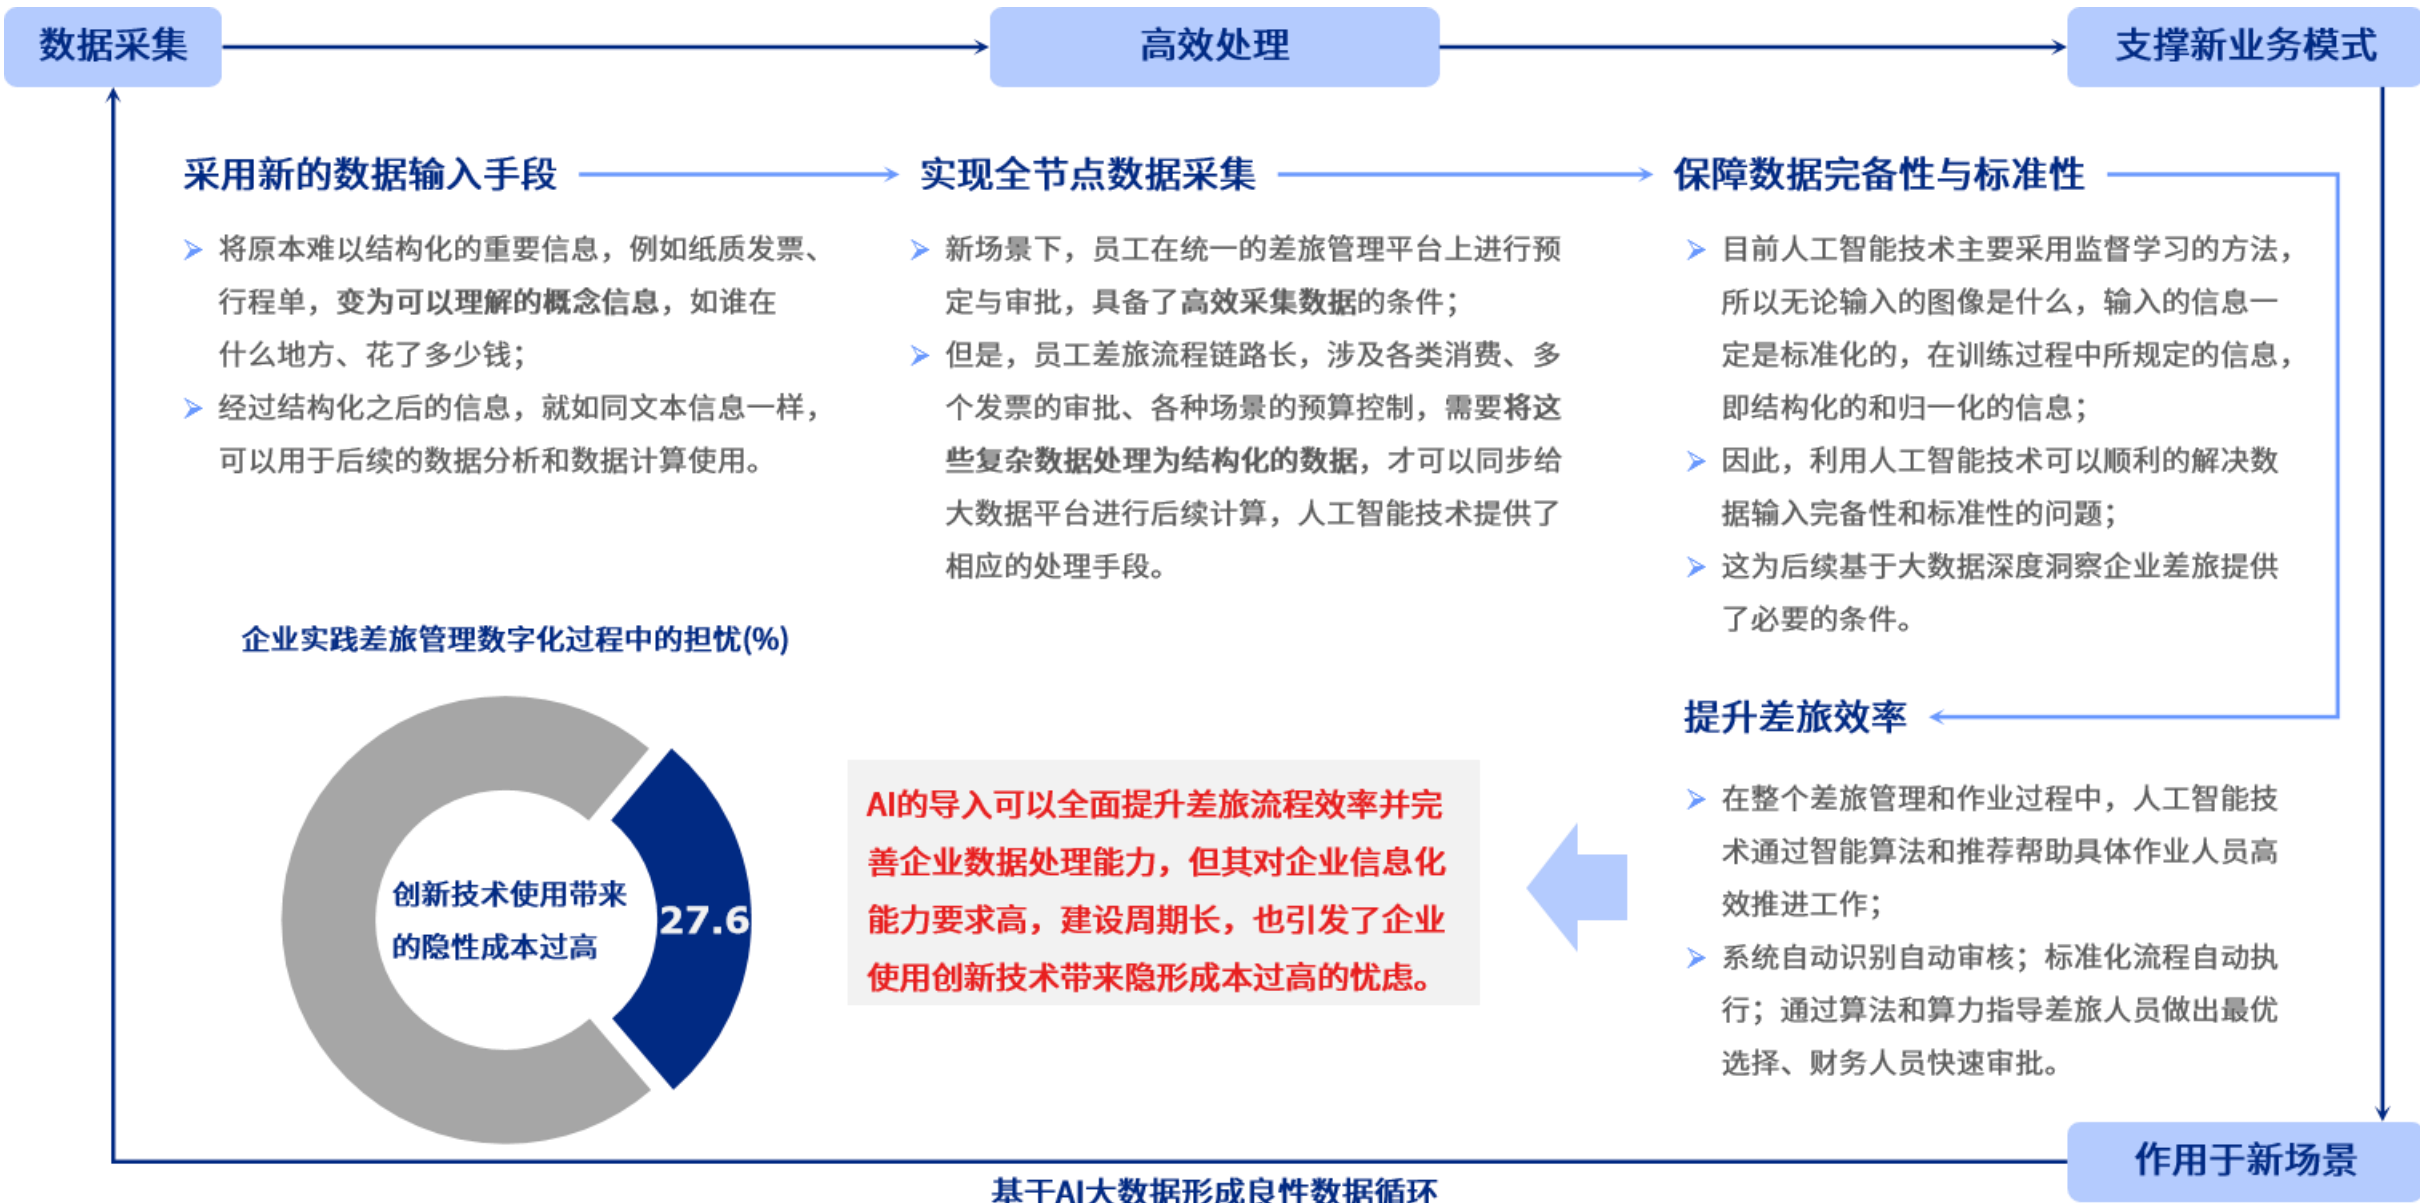 数据采集
高效处理
支撑新业务模式
采用新的数据输入手段
将原本难以结构化的重要信息，例如纸质发票、
行程单，变为可以理解的概念信息，如谁在
什么地方、花了多少钱；
经过结构化之后的信息，就如同文本信息一样，
可以用于后续的数据分析和数据计算使用。
实现全节点数据采集
新场景下，员工在统一的差旅管理平台上进行预
定与审批，具备了高效采集数据的条件；
但是，员工差旅流程链路长，涉及各类消费、多
个发票的审批、各种场景的预算控制，需要将这
些复杂数据处理为结构化的数据，才可以同步给
大数据平台进行后续计算，人工智能技术提供了
相应的处理手段。
保障数据完备性与标准性
目前人工智能技术主要采用监督学习的方法，
所以无论输入的图像是什么，输入的信息一
定是标准化的，在训练过程中所规定的信息，
即结构化的和归一化的信息；
因此，利用人工智能技术可以顺利的解决数
据输入完备性和标准性的问题；
这为后续基于大数据深度洞察企业差旅提供
了必要的条件。
提升差旅效率
在整个差旅管理和作业过程中，人工智能技
术通过智能算法和推荐帮助具体作业人员高
效推进工作；
系统自动识别自动审核；标准化流程自动执
行；通过算法和算力指导差旅人员做出最优
选择、财务人员快速审批。
企业实践差旅管理数字化过程中的担忧(%)
创新技术使用带来
的隐性成本过高
27.6
AI的导入可以全面提升差旅流程效率并完
善企业数据处理能力，但其对企业信息化
能力要求高，建设周期长，也引发了企业
使用创新技术带来隐形成本过高的忧虑。
作用于新场景
基于AI大数据形成良性数据循环